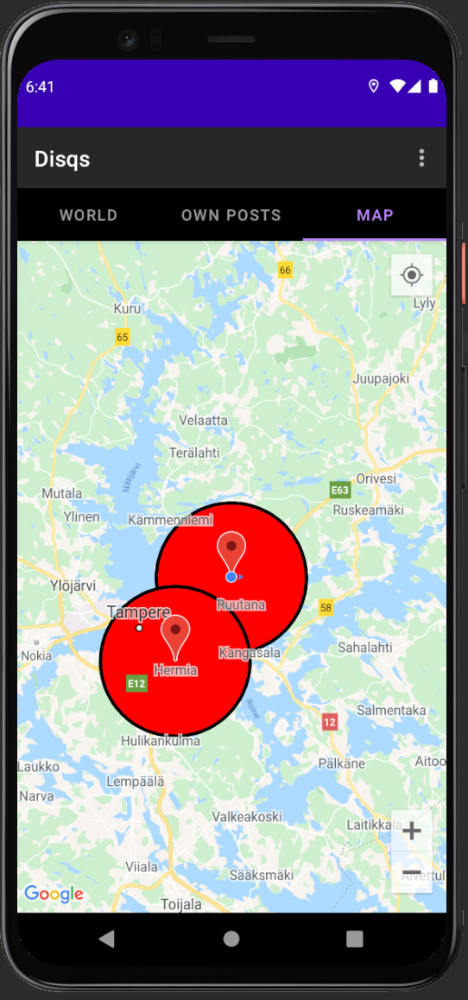 6:41
Disqs
WORLD
OWN POSTS
MAP
66
Kuru
Lyly
65
Juupajoki
Velaatta
Terälahti
Näsijärvi
Orivesi
E63
Mutala
Ruskeamäki
Ylinen
Kämmenniemi
Ylöjärvi
Ruutana
58
Tampere
Sahalahti
Kangasala
Nokia
Hermia
E12
Roine
Salmentaka
12
Hulikankulma
Pälkäne
Aitoo
Laukko
Lempäälä
Narva
Valkeakoski
Laitikkala
+
−
Viiala
Sääksmäki
Google
Toijala